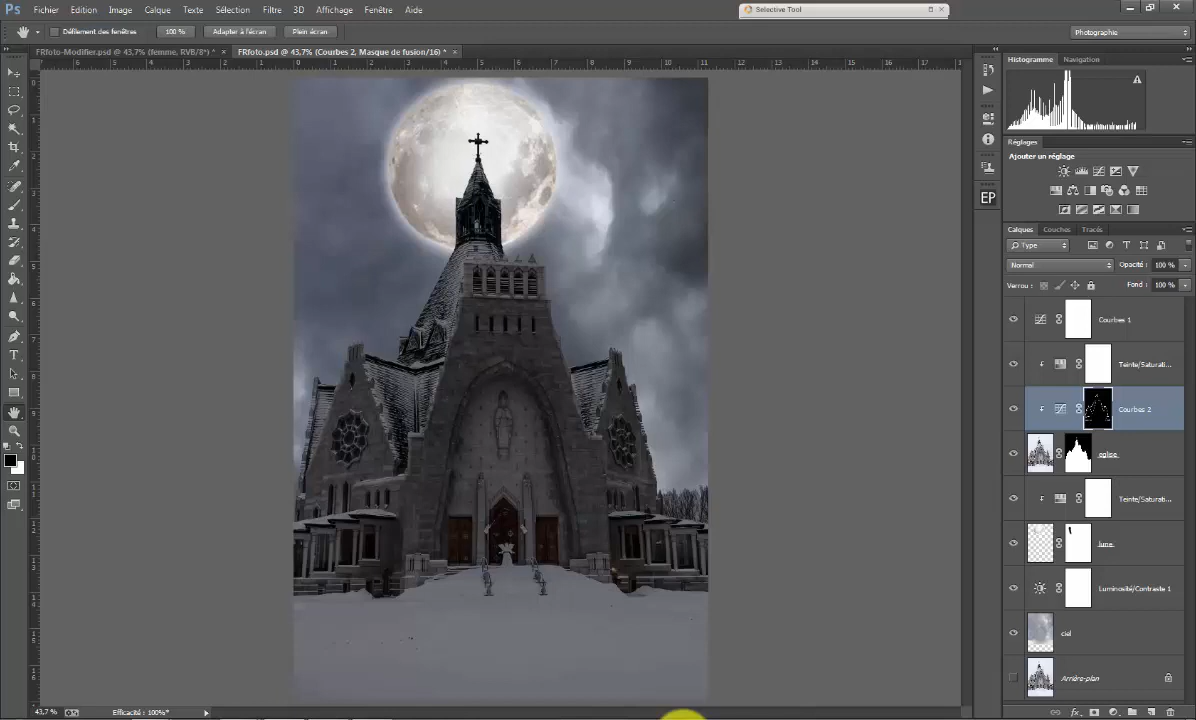 Ps Fichier Edition Image Calque Texte Sélection Filtre 3D Affichage Fenêtre Aide
Selective Tool
Défilement des fenêtres 100 % Adapter à l'écran Plein écran
Photographie
FRfoto-Modifier.psd @ 43,7% (femme, RVB/8*) * ×
FRfoto.psd @ 43,7% (Courbes 2, Masque de fusion/16) * ×
Histogramme Navigation
Réglages
Ajouter un réglage
EP
Calques Couches Tracés
Type
Normal Opacité : 100 %
Verrou : Fond : 100 %
Courbes 1
Teinte/Saturati...
Courbes 2
eglise
Teinte/Saturati...
lune
Luminosité/Contraste 1
ciel
Arrière-plan
fx
43,7 % Efficacité : 100%*